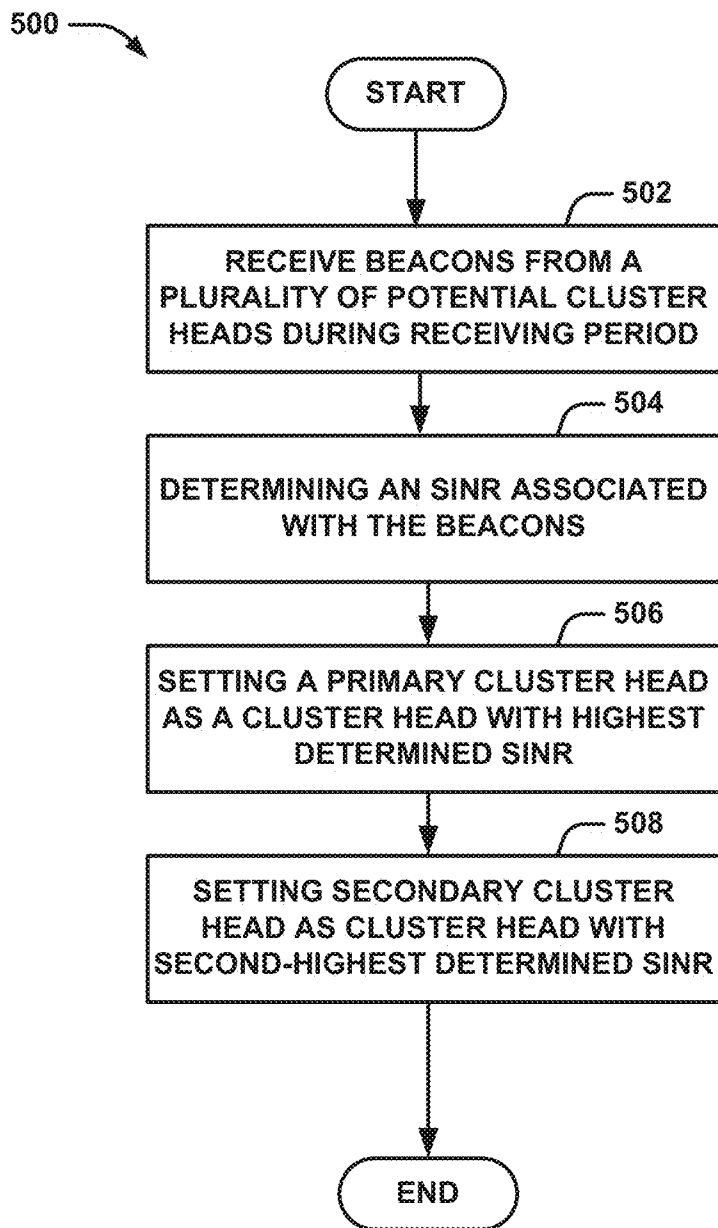 500
START
502
RECEIVE BEACONS FROM A
PLURALITY OF POTENTIAL CLUSTER
HEADS DURING RECEIVING PERIOD
504
DETERMINING AN SINR ASSOCIATED
WITH THE BEACONS
506
SETTING A PRIMARY CLUSTER HEAD
AS A CLUSTER HEAD WITH HIGHEST
DETERMINED SINR
508
SETTING SECONDARY CLUSTER
HEAD AS CLUSTER HEAD WITH
SECOND-HIGHEST DETERMINED SINR
END